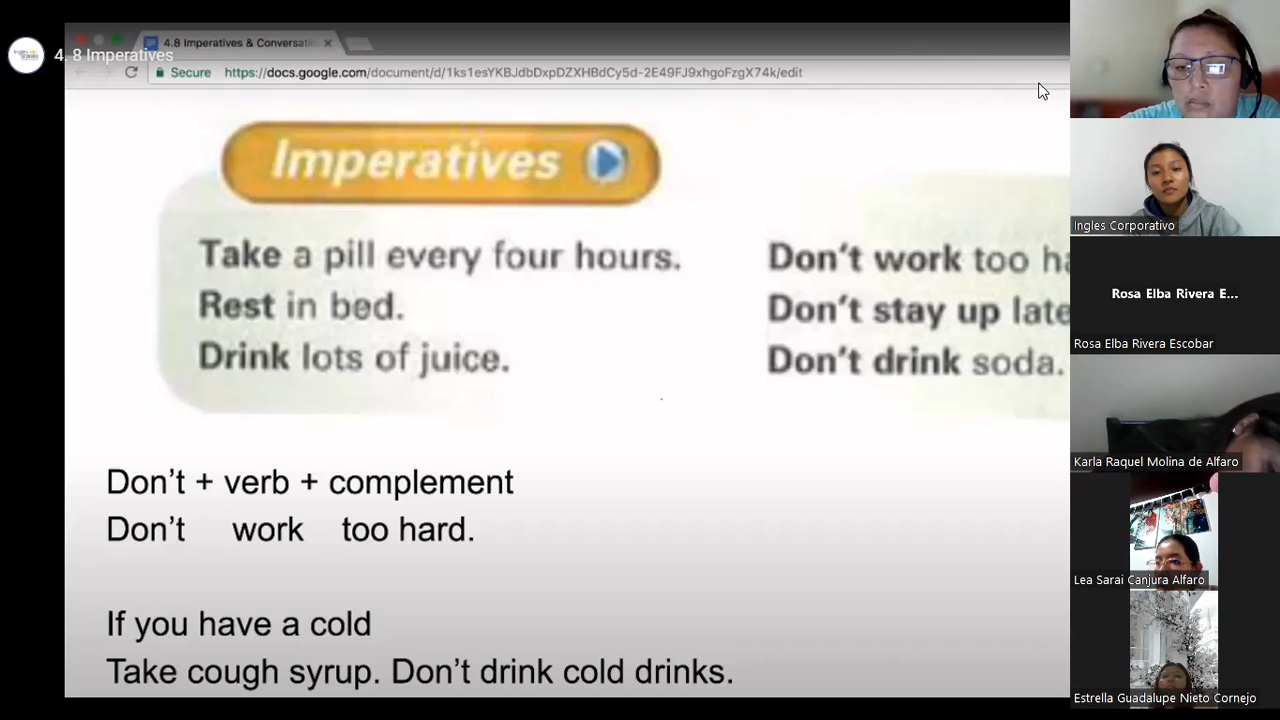 4. 8 Imperatives
4.8 Imperatives & Conversati
Secure https://docs.google.com/document/d/1ks1esYKBJdbDxpDZXHBdCy5d-2E49FJ9xhgoFzgX74k/edit
Imperatives
Take a pill every four hours.
Rest in bed.
Drink lots of juice.
Don't work too ha
Don't stay up late
Don't drink soda.
Don't + verb + complement
Don't work too hard.
If you have a cold
Take cough syrup. Don't drink cold drinks.
Ingles Corporativo
Rosa Elba Rivera E...
Rosa Elba Rivera Escobar
Karla Raquel Molina de Alfaro
Lea Sarai Canjura Alfaro
Estrella Guadalupe Nieto Cornejo